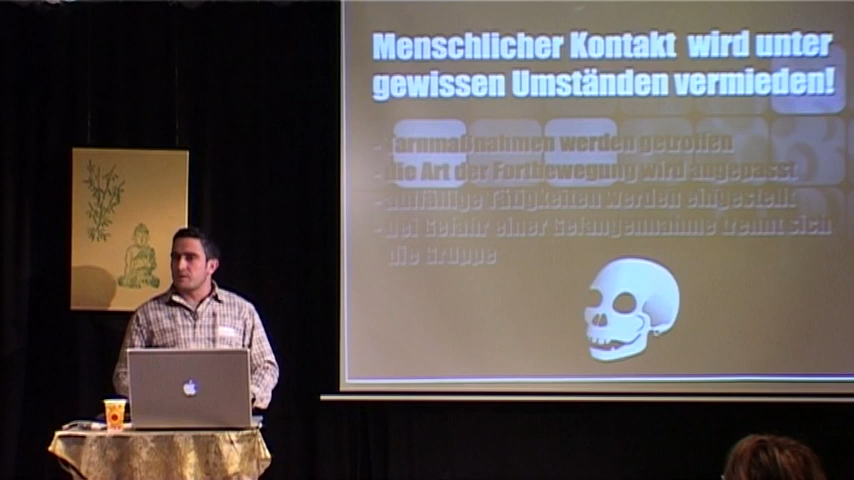 Menschlicher Kontakt wird unter
gewissen Umständen vermieden!
- Tarnmaßnahmen werden getroffen
- die Art der Fortbewegung wird angepasst
- auffällige Tätigkeiten werden eingestellt
- bei Gefahr einer Gefangennahme trennt sich
die Gruppe